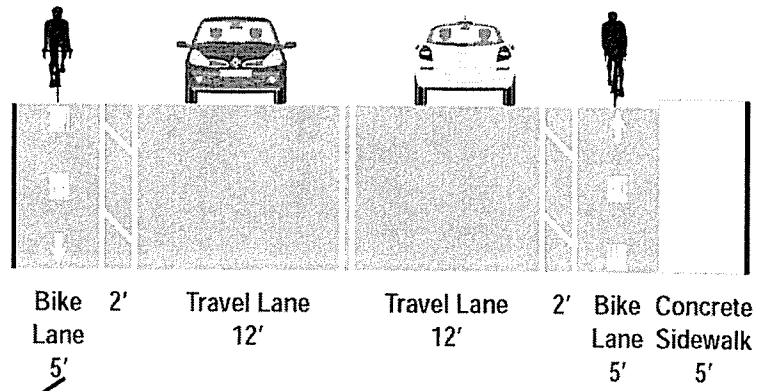 Bike Lane 5'
2'
Travel Lane 12'
Travel Lane 12'
2'
Bike Lane 5'
Concrete Sidewalk 5'